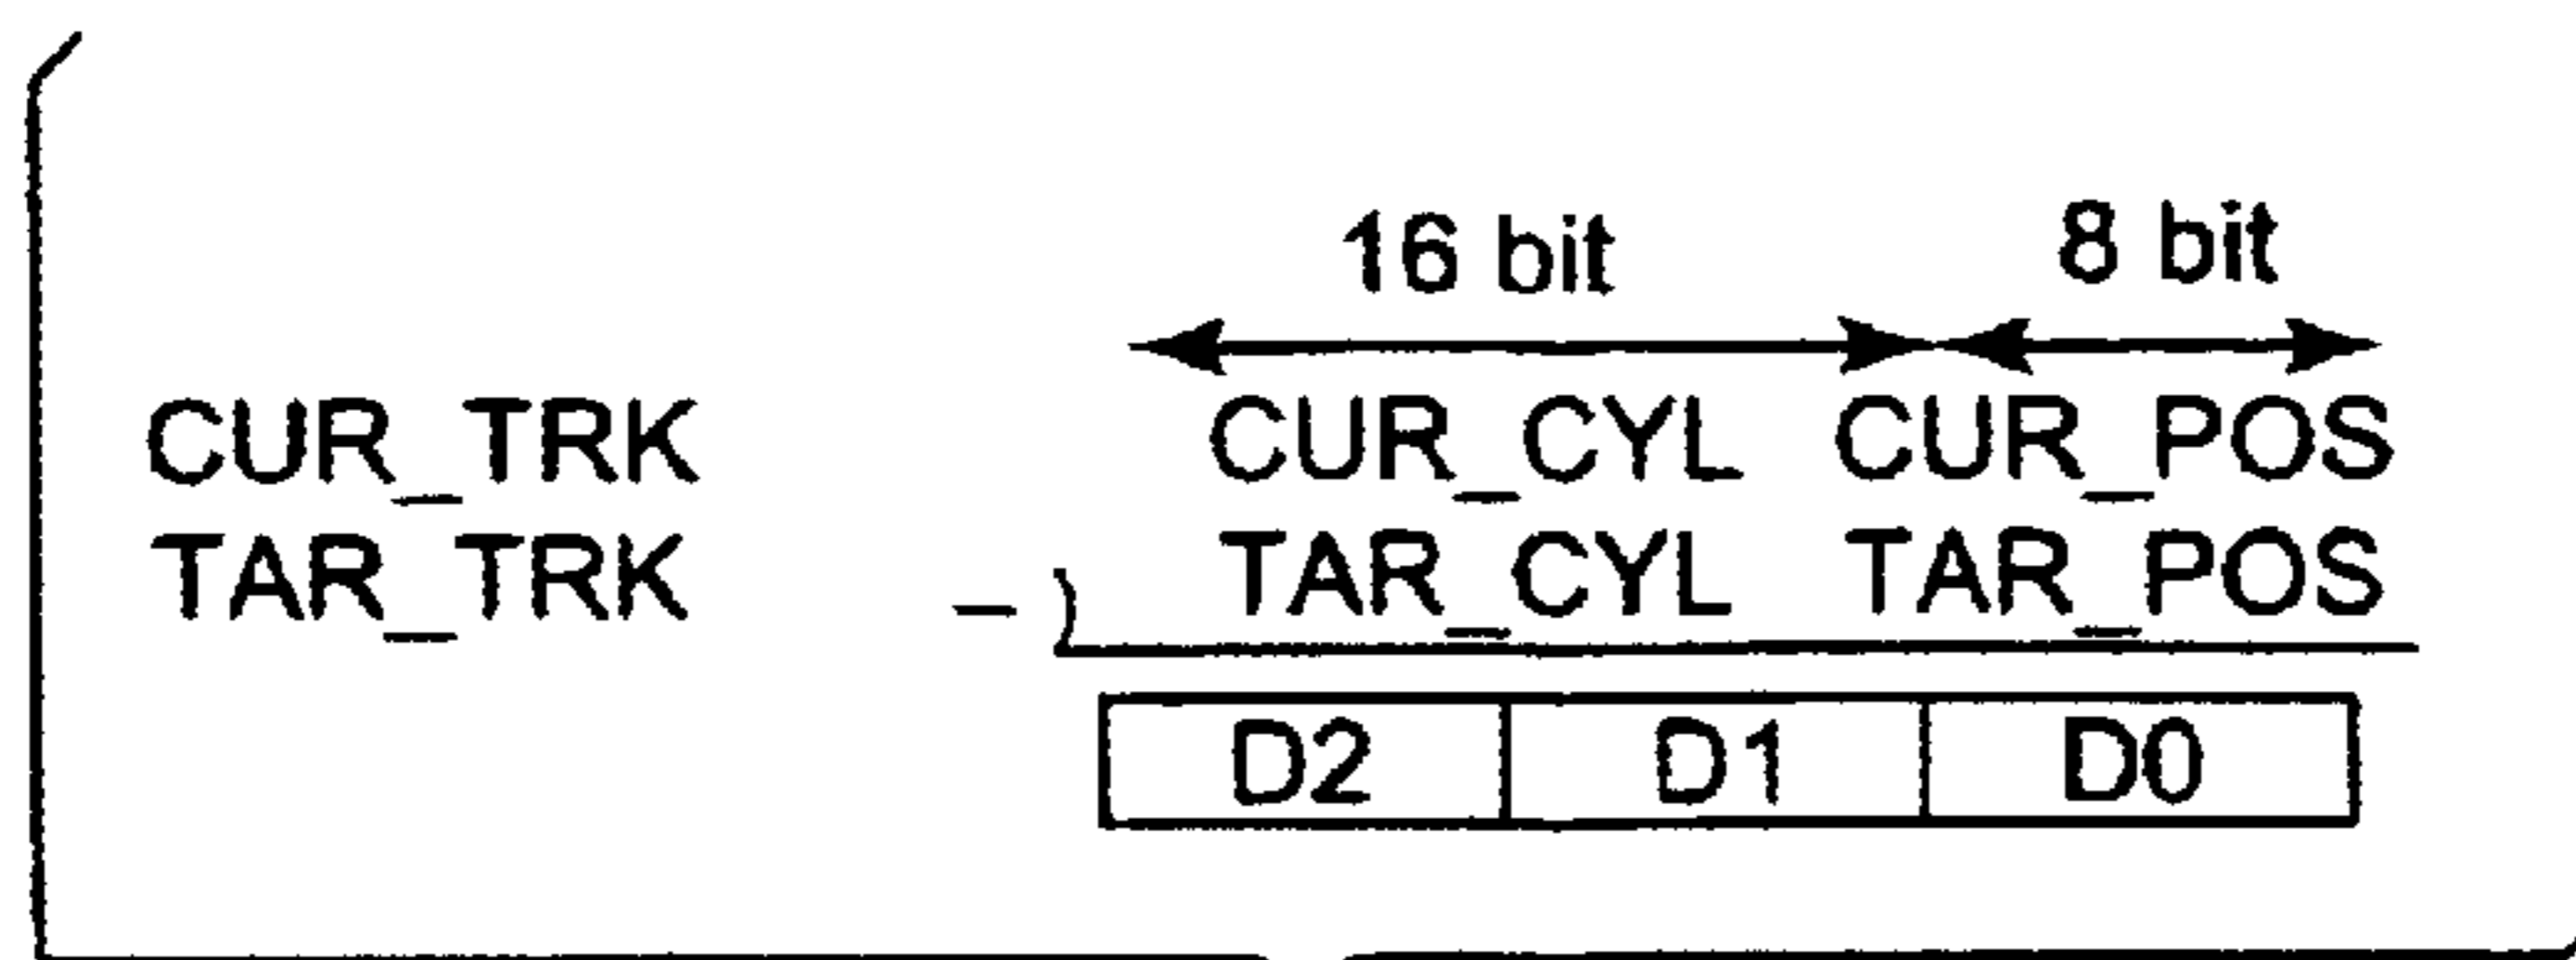 16 bit 8 bit
CUR_TRK CUR_CYL CUR_POS
TAR_TRK – ) TAR_CYL TAR_POS
D2 D1 D0